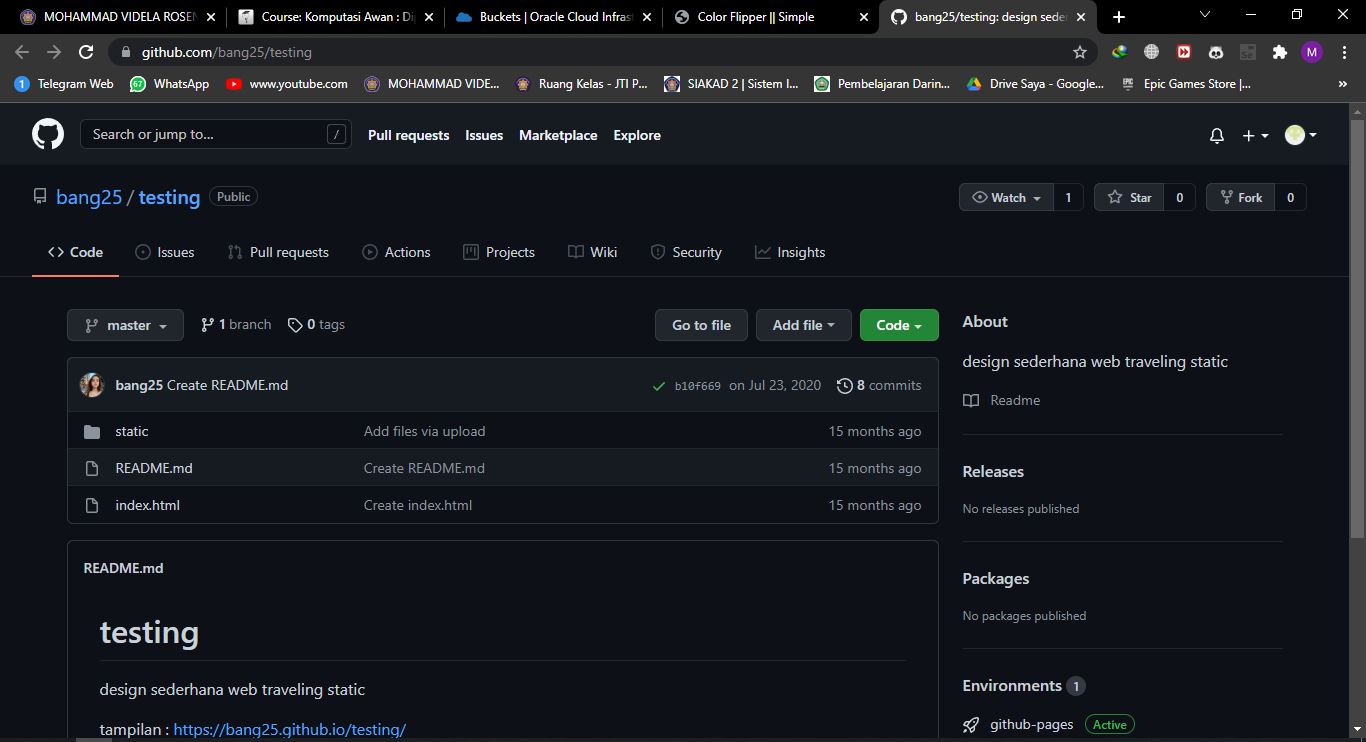 MOHAMMAD VIDELA ROSEN
Course: Komputasi Awan : Di
Buckets | Oracle Cloud Infrast
Color Flipper || Simple
bang25/testing: design sede
github.com/bang25/testing
M
1 Telegram Web
67 WhatsApp
www.youtube.com
MOHAMMAD VIDE...
Ruang Kelas - JTI P...
SIAKAD 2 | Sistem I...
Pembelajaran Darin...
Drive Saya - Google...
Epic Games Store |...
»
Search or jump to...
/
Pull requests
Issues
Marketplace
Explore
bang25 / testing Public
Watch 1
Star 0
Fork 0
Code
Issues
Pull requests
Actions
Projects
Wiki
Security
Insights
master
1 branch
0 tags
Go to file
Add file
Code
bang25 Create README.md
b10f669 on Jul 23, 2020
8 commits
static Add files via upload 15 months ago
README.md Create README.md 15 months ago
index.html Create index.html 15 months ago
README.md
testing
design sederhana web traveling static
tampilan : https://bang25.github.io/testing/
About
design sederhana web traveling static
Readme
Releases
No releases published
Packages
No packages published
Environments 1
github-pages Active